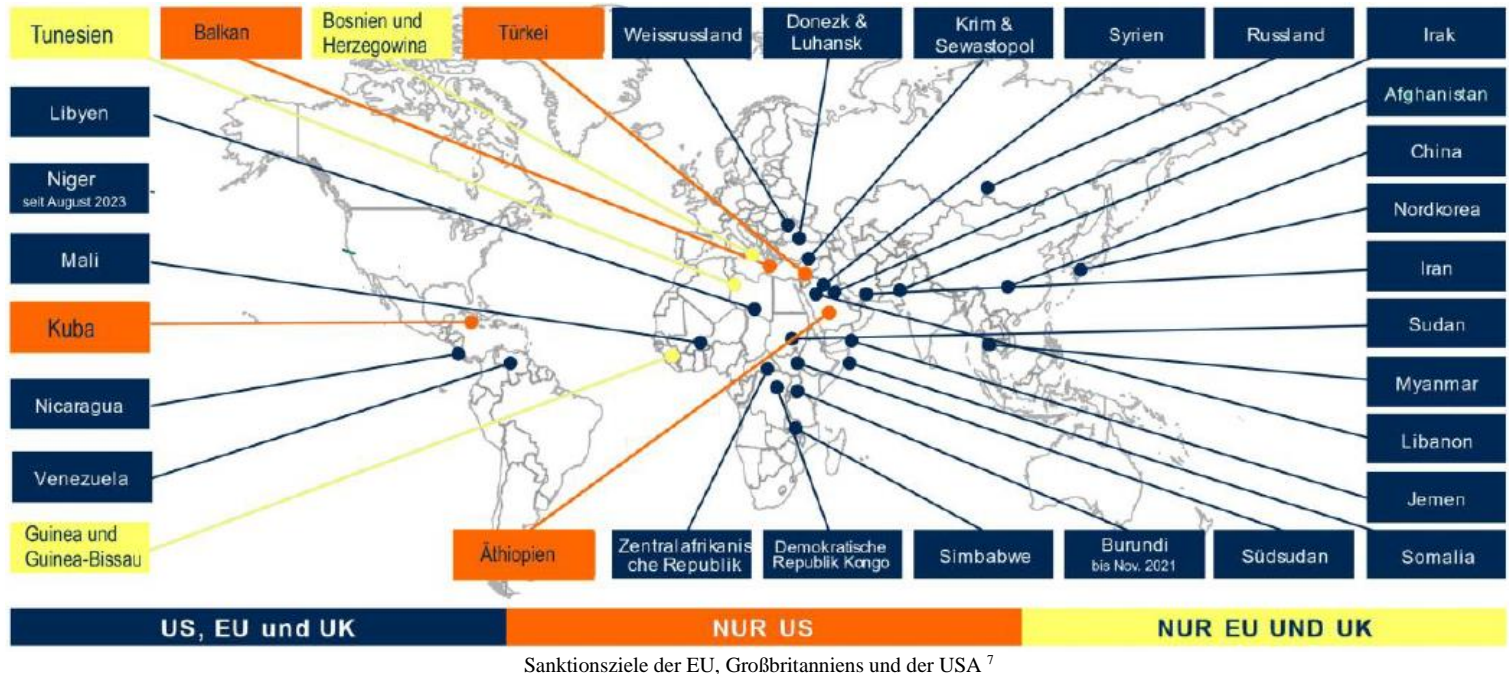 Tunesien
Balkan
Bosnien und
Herzegowina
Türkei
Weissrussland
Donezk &
Luhansk
Krim &
Sewastopol
Syrien
Russland
Irak
Libyen
Niger
seit August 2023
Mali
Kuba
Nicaragua
Venezuela
Guinea und
Guinea-Bissau
Afghanistan
China
Nordkorea
Iran
Sudan
Myanmar
Libanon
Jemen
Somalia
Äthiopien
Zentralafrikanis
che Republik
Demokratische
Republik Kongo
Simbabwe
Burundi
bis Nov. 2021
Südsudan
US, EU und UK
NUR US
NUR EU UND UK
Sanktionsziele der EU, Großbritanniens und der USA 7